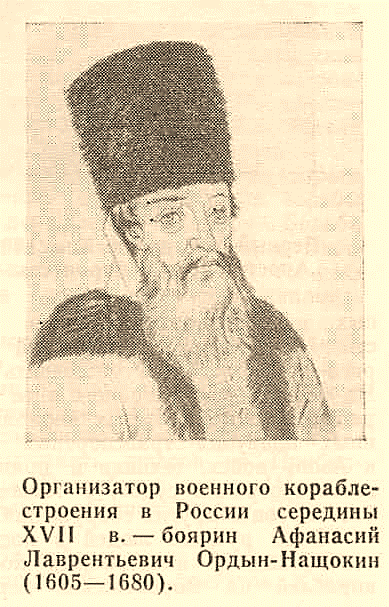 Организатор военного корабле-
строения в России середины
XVII в. — боярин Афанасий
Лаврентьевич Ордын-Нащокин
(1605—1680).